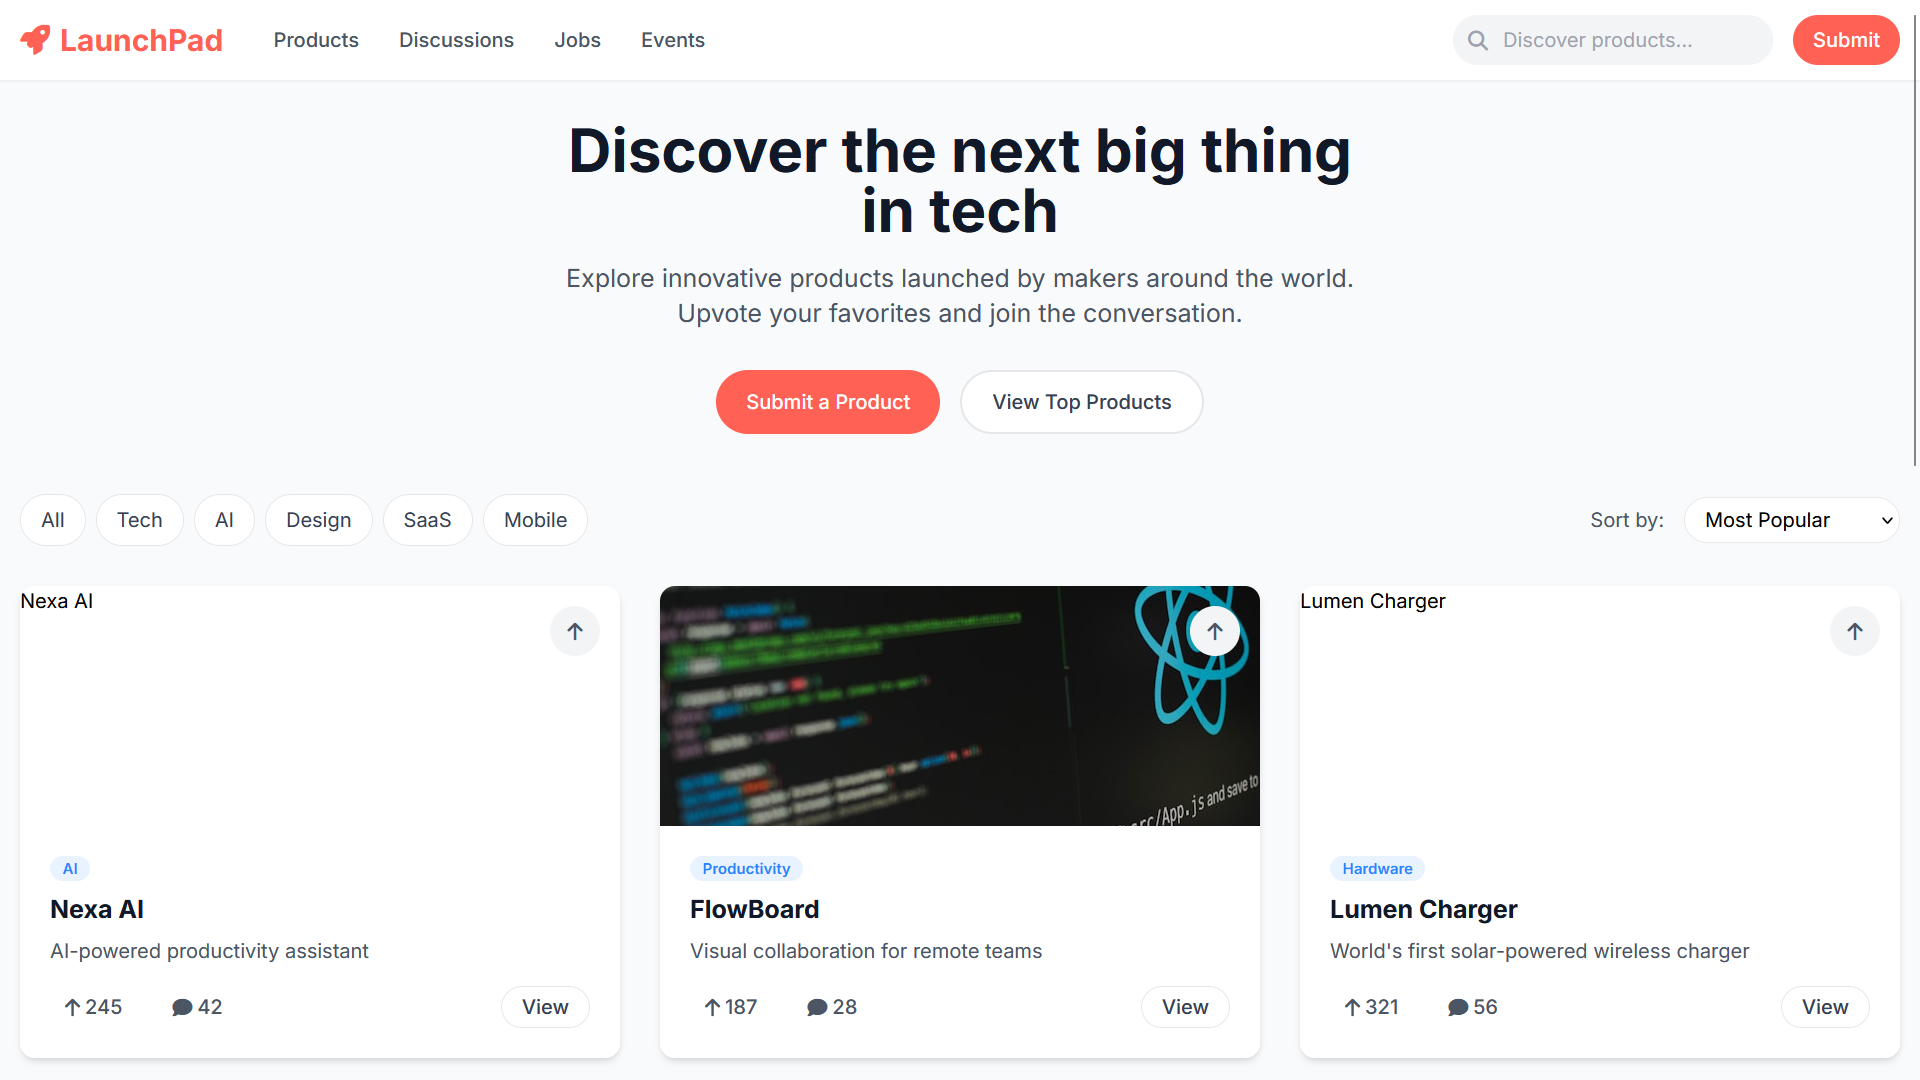 LaunchPad
Products
Discussions
Jobs
Events
Discover products...
Submit
Discover the next big thing
in tech
Explore innovative products launched by makers around the world.
Upvote your favorites and join the conversation.
Submit a Product
View Top Products
All
Tech
AI
Design
SaaS
Mobile
Sort by:
Most Popular
Nexa AI
AI
Nexa AI
AI-powered productivity assistant
245
42
View
src/App.js and save to
Productivity
FlowBoard
Visual collaboration for remote teams
187
28
View
Lumen Charger
Hardware
Lumen Charger
World's first solar-powered wireless charger
321
56
View